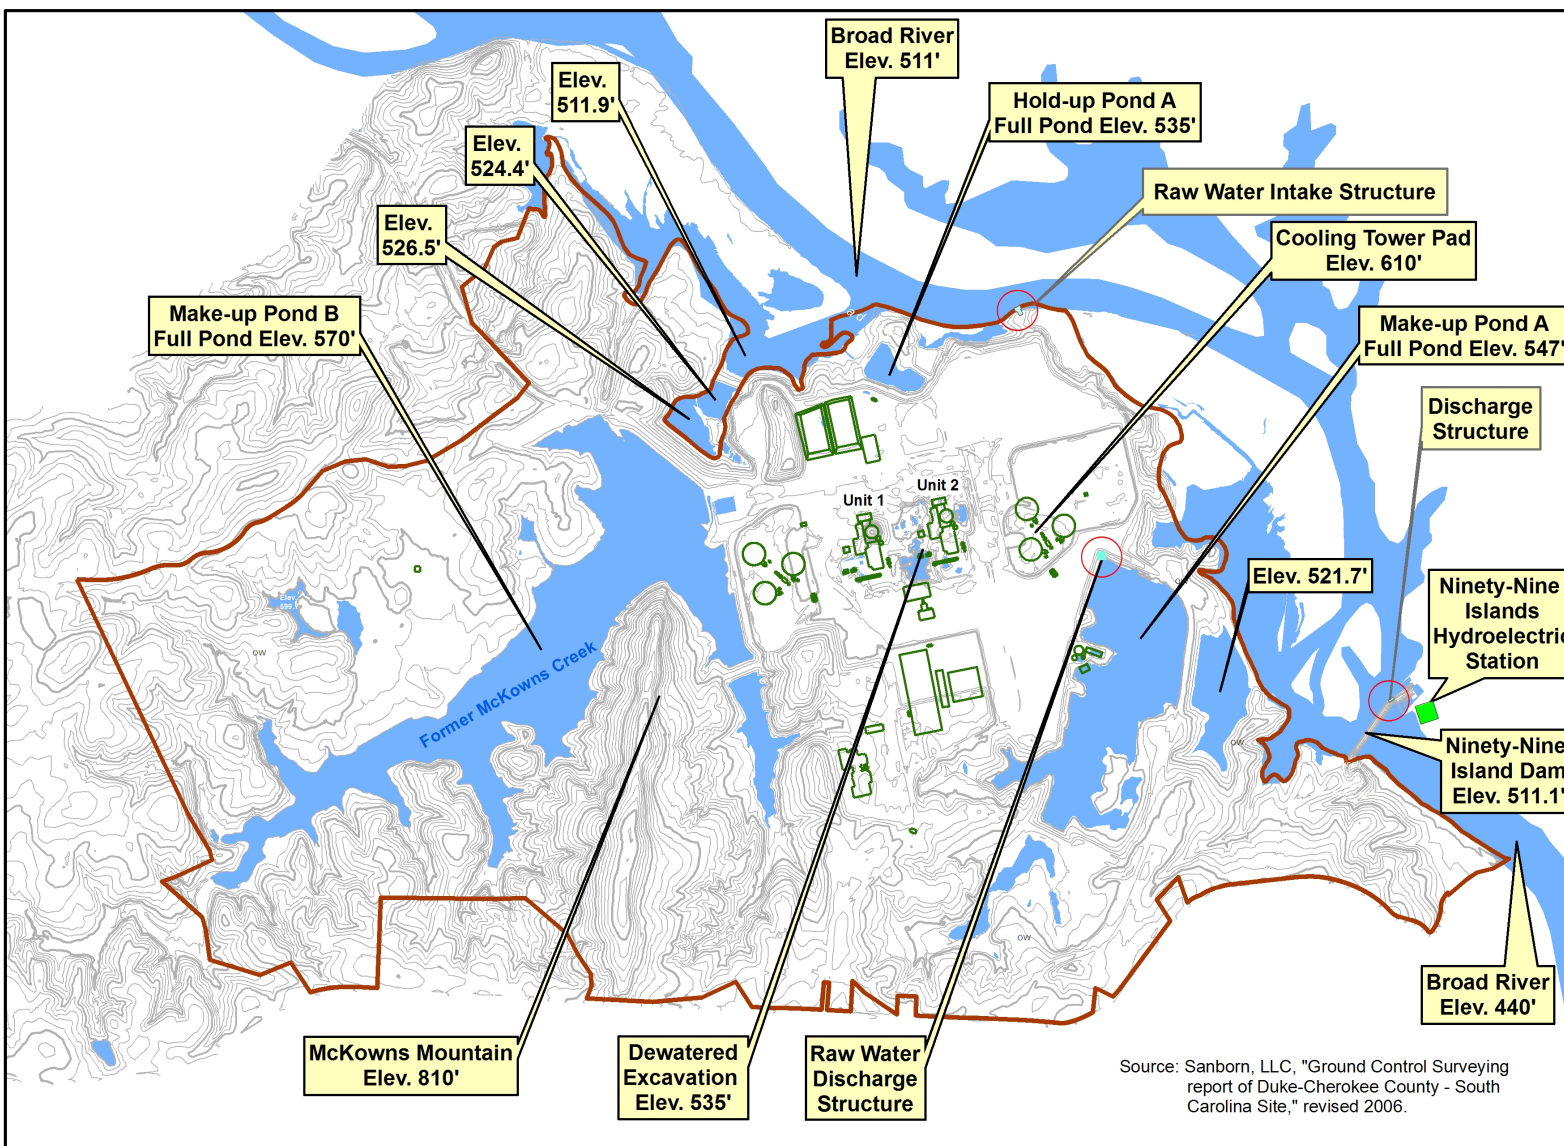 Broad River
Elev. 511'
Elev.
511.9'
Hold-up Pond A
Full Pond Elev. 535'
Elev.
524.4'
Raw Water Intake Structure
Elev.
526.5'
Cooling Tower Pad
Elev. 610'
Make-up Pond B
Full Pond Elev. 570'
Make-up Pond A
Full Pond Elev. 547'
Discharge
Structure
Unit 1
Unit 2
Elev. 521.7'
Ninety-Nine
Islands
Hydroelectric
Station
Elev.
OW
OW
OW
OW
Former McKowns Creek
Ninety-Nine
Island Dam
Elev. 511.1'
Broad River
Elev. 440'
McKowns Mountain
Elev. 810'
Dewatered
Excavation
Elev. 535'
Raw Water
Discharge
Structure
Source: Sanborn, LLC, "Ground Control Surveying
report of Duke-Cherokee County - South
Carolina Site," revised 2006.